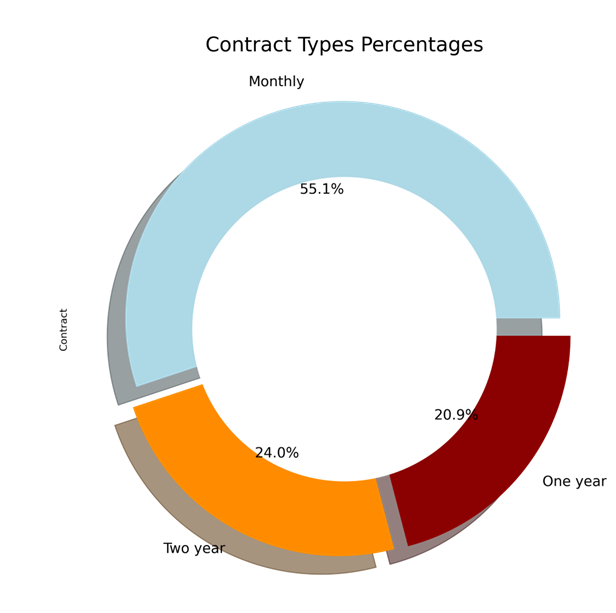 Contract Types Percentages
Monthly
55.1%
Contract
20.9%
24.0%
One year
Two year